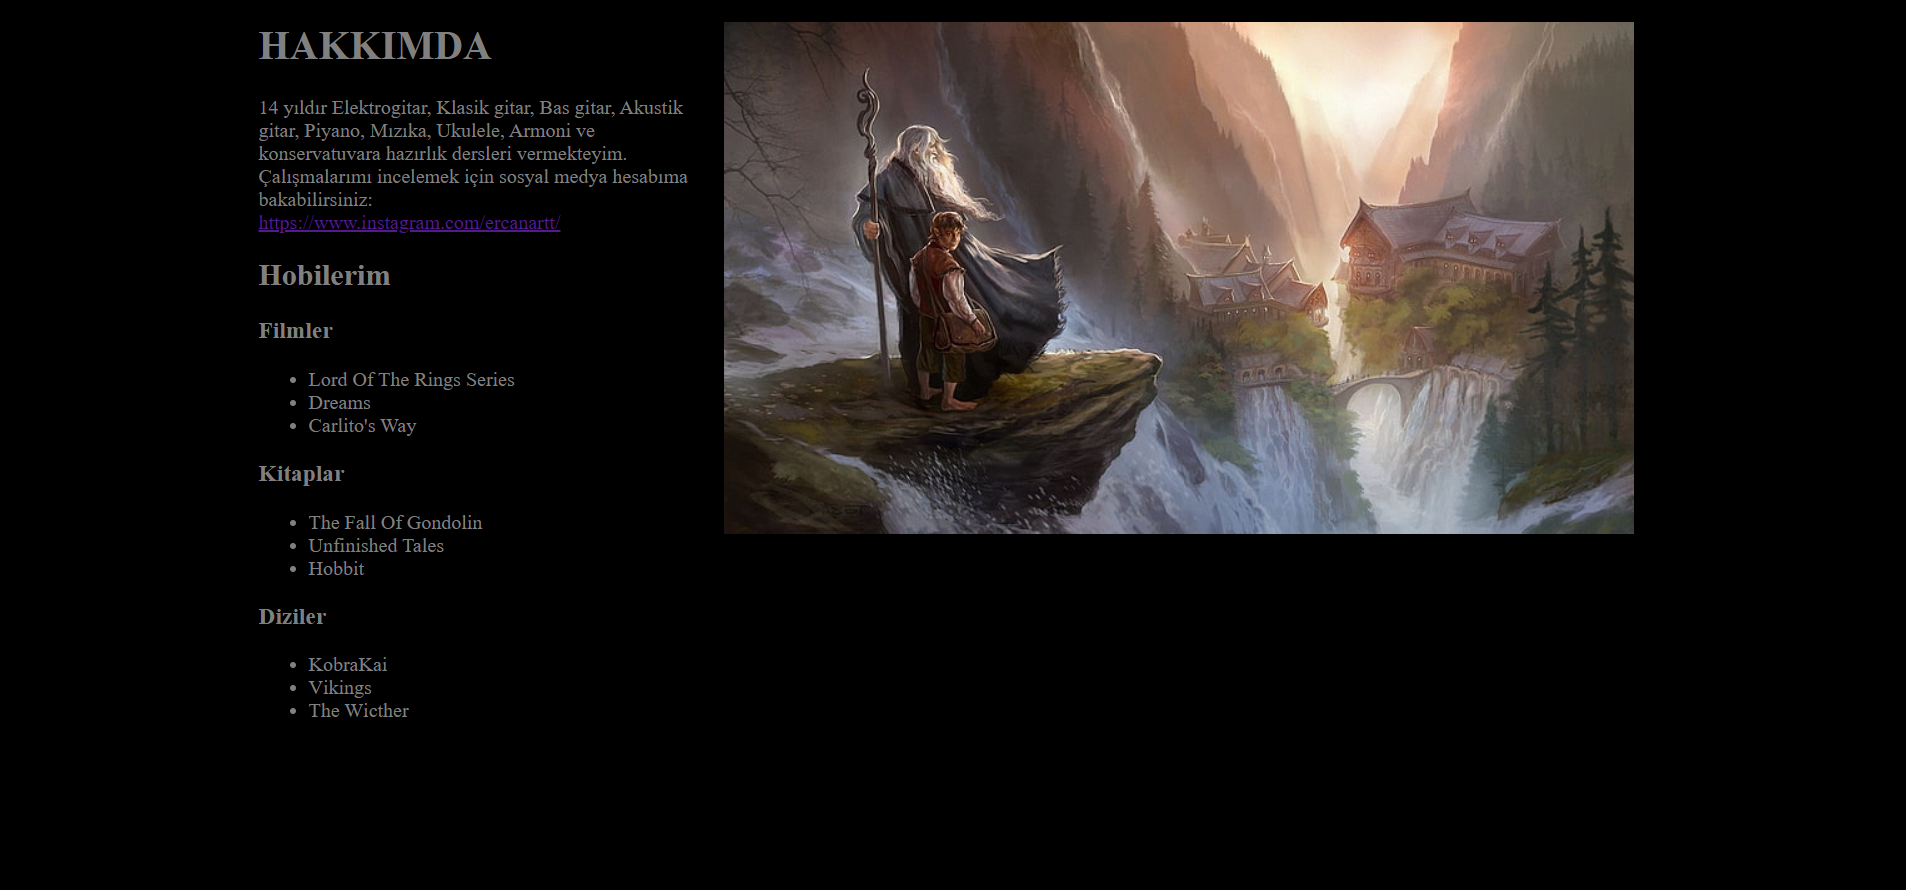 HAKKIMDA
14 yıldır Elektrogitar, Klasik gitar, Bas gitar, Akustik
gitar, Piyano, Mızıka, Ukulele, Armoni ve
konservatuvara hazırlık dersleri vermekteyim.
Çalışmalarımı incelemek için sosyal medya hesabıma
bakabilirsiniz:
https://www.instagram.com/ercanartt/
Hobilerim
Filmler
Lord Of The Rings Series
Dreams
Carlito's Way
Kitaplar
The Fall Of Gondolin
Unfinished Tales
Hobbit
Diziler
KobraKai
Vikings
The Wicther